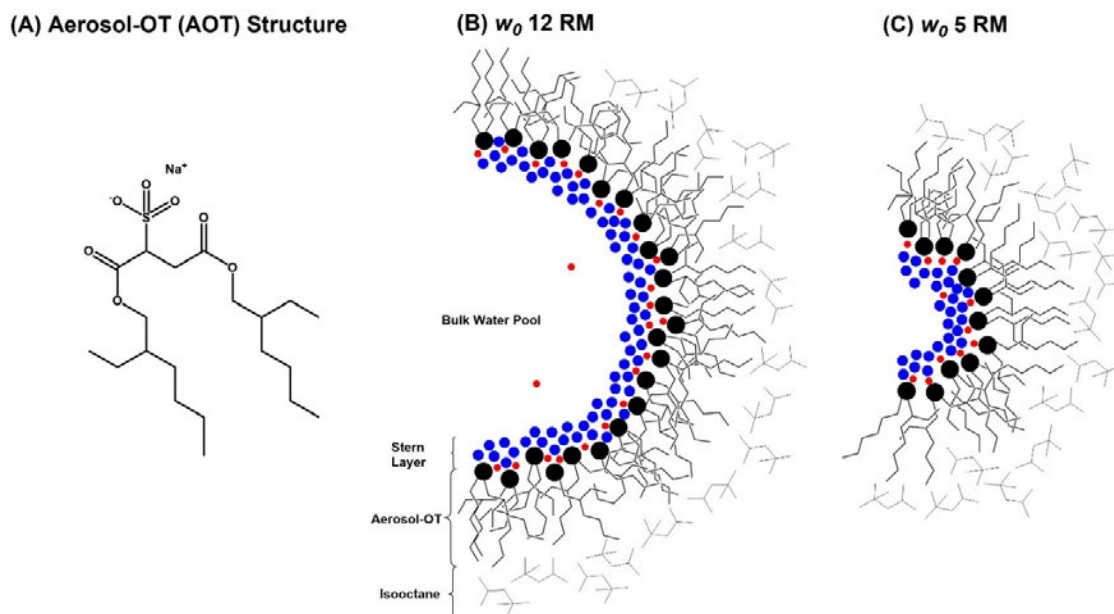 (A) Aerosol-OT (AOT) Structure
(B) w₀ 12 RM
(C) w₀ 5 RM
Na⁺
O
⁻O
S
O
O
O
O
O
Bulk Water Pool
Stern
Layer
Aerosol-OT
Isooctane